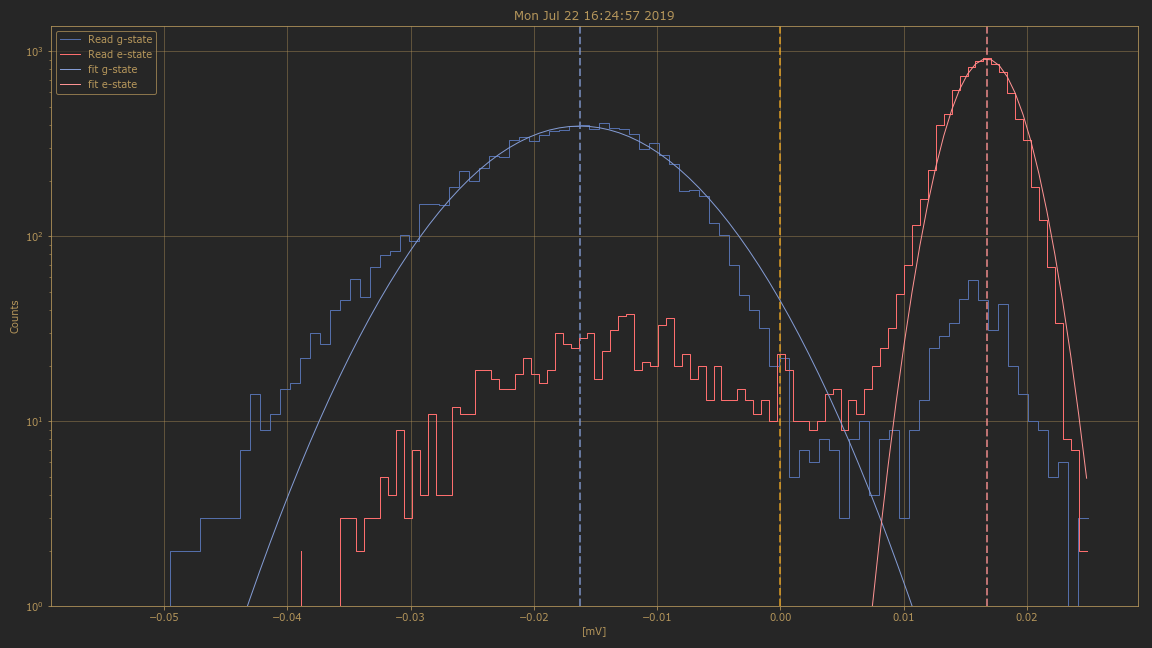 Mon Jul 22 16:24:57 2019
Read g-state
Read e-state
fit g-state
fit e-state
10³
10²
10¹
10⁰
Counts
−0.05 −0.04 −0.03 −0.02 −0.01 0.00 0.01 0.02
[mV]